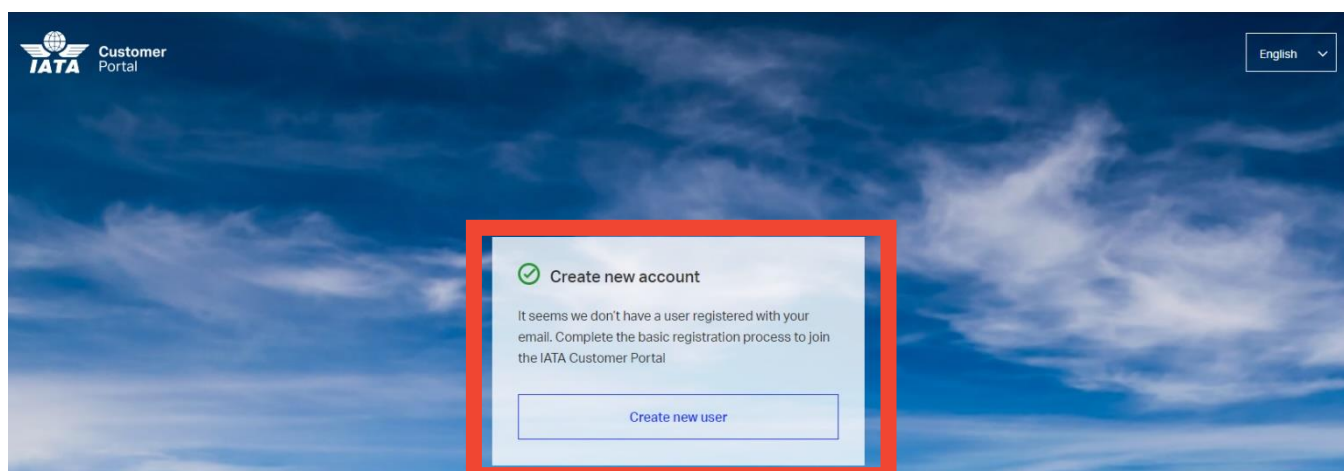 Customer
IATA Portal
English
Create new account
It seems we don't have a user registered with your
email. Complete the basic registration process to join
the IATA Customer Portal
Create new user